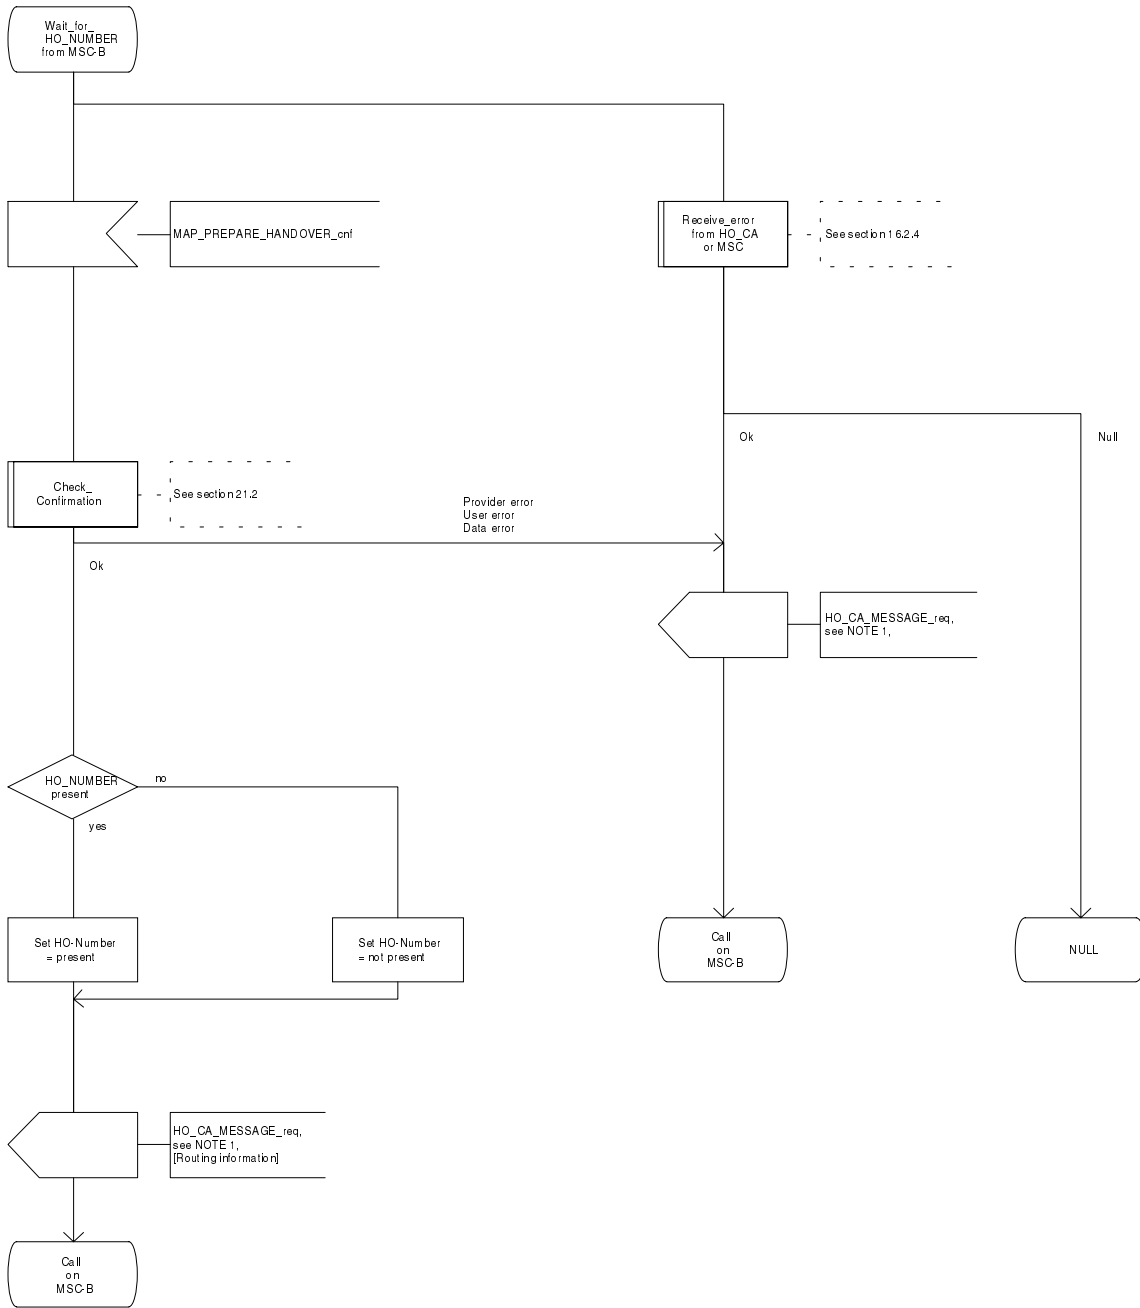 Wait_for_
HO_NUMBER
from MSC-B
MAP_PREPARE_HANDOVER_cnf
Receive_error
from HO_CA
or MSC
See section 16.2.4
Ok
Null
Check_
Confirmation
See section 21.2
Provider error
User error
Data error
Ok
HO_CA_MESSAGE_req,
see NOTE 1,
HO_NUMBER
present
no
yes
Set HO-Number
= present
Set HO-Number
= not present
Call
on
MSC-B
NULL
HO_CA_MESSAGE_req,
see NOTE 1,
[Routing information]
Call
on
MSC-B